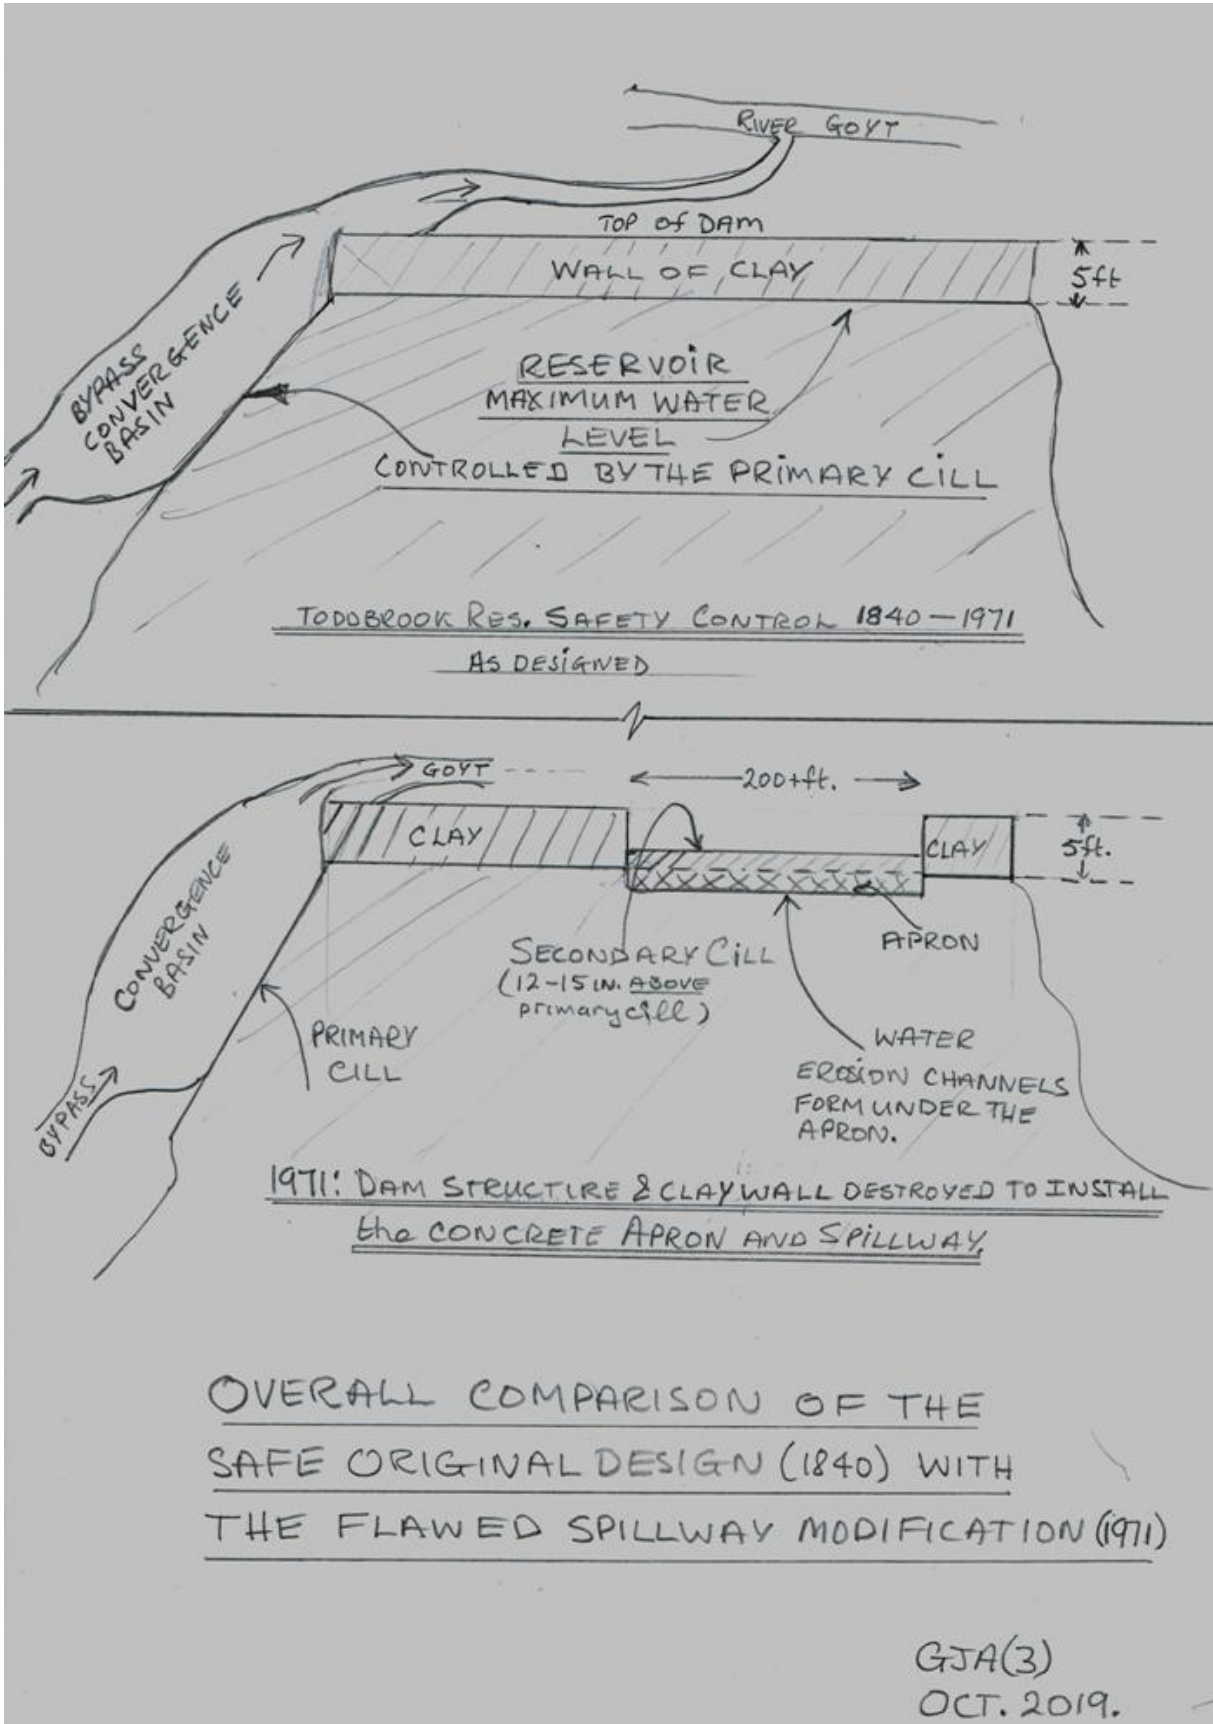 RIVER GOYT
TOP OF DAM
WALL OF CLAY
5ft
BYPASS
CONVERGENCE
BASIN
RESERVOIR
MAXIMUM WATER
LEVEL
CONTROLLED BY THE PRIMARY CILL
TODDBROOK RES. SAFETY CONTROL 1840-1971
AS DESIGNED
GOYT
200+ft.
CLAY
CLAY
5ft.
CONVERGENCE
BASIN
BYPASS
PRIMARY
CILL
SECONDARY CILL
(12-15 IN. ABOVE
primary cill)
APRON
WATER
EROSION CHANNELS
FORM UNDER THE
APRON.
1971: DAM STRUCTURE & CLAY WALL DESTROYED TO INSTALL
the CONCRETE APRON AND SPILLWAY.
OVERALL COMPARISON OF THE
SAFE ORIGINAL DESIGN (1840) WITH
THE FLAWED SPILLWAY MODIFICATION (1971)
GJA(3)
OCT. 2019.